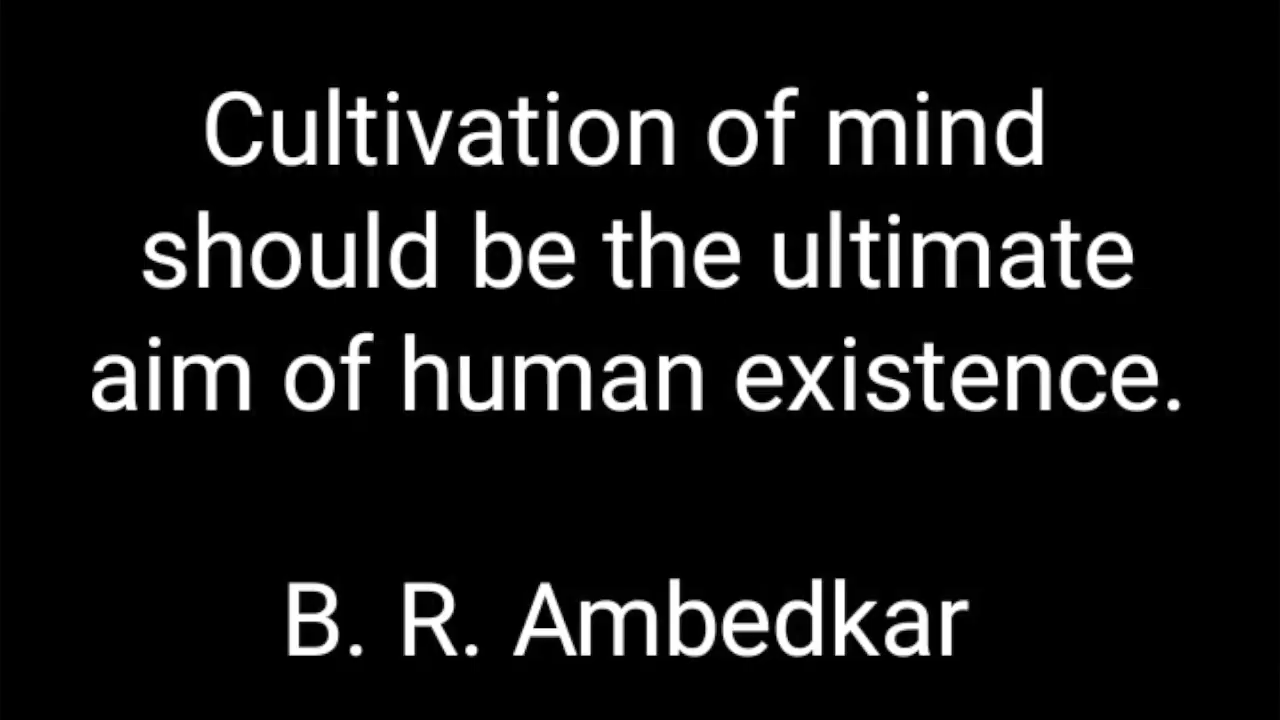 Cultivation of mind
should be the ultimate
aim of human existence.
B. R. Ambedkar